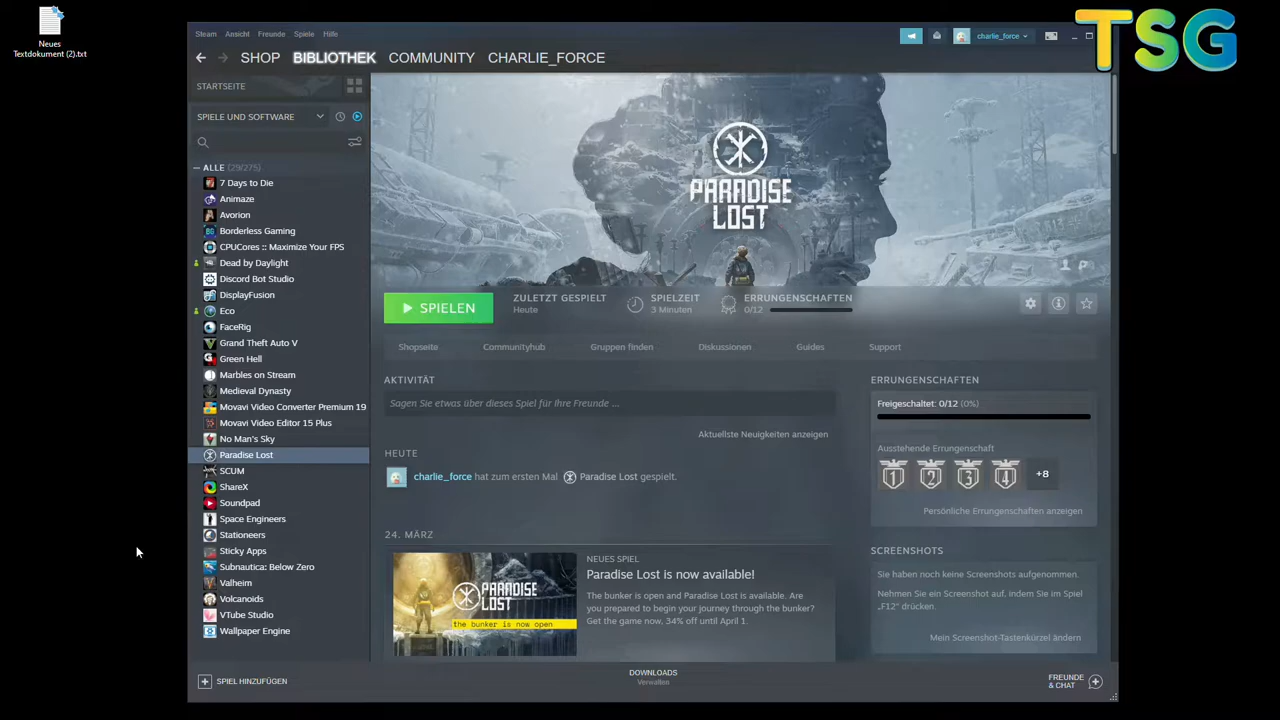 Neues
Textdokument (2).txt
TSG
Steam Ansicht Freunde Spiele Hilfe
charlie_force
SHOP BIBLIOTHEK COMMUNITY CHARLIE_FORCE
STARTSEITE
SPIELE UND SOFTWARE
ALLE (29/275)
7 Days to Die
Animaze
Avorion
Borderless Gaming
CPUCores :: Maximize Your FPS
Dead by Daylight
Discord Bot Studio
DisplayFusion
Eco
FaceRig
Grand Theft Auto V
Green Hell
Marbles on Stream
Medieval Dynasty
Movavi Video Converter Premium 19
Movavi Video Editor 15 Plus
No Man's Sky
Paradise Lost
SCUM
ShareX
Soundpad
Space Engineers
Stationeers
Sticky Apps
Subnautica: Below Zero
Valheim
Volcanoids
VTube Studio
Wallpaper Engine
PARADISE
LOST
SPIELEN
ZULETZT GESPIELT
Heute
SPIELZEIT
3 Minuten
ERRUNGENSCHAFTEN
0/12
Shopseite Communityhub Gruppen finden Diskussionen Guides Support
AKTIVITÄT
Sagen Sie etwas über dieses Spiel für Ihre Freunde ...
Aktuellste Neuigkeiten anzeigen
HEUTE
charlie_force hat zum ersten Mal Paradise Lost gespielt.
24. MÄRZ
PARADISE
LOST
the bunker is now open
NEUES SPIEL
Paradise Lost is now available!
The bunker is open and Paradise Lost is available. Are
you prepared to begin your journey through the bunker?
Get the game now, 34% off until April 1.
ERRUNGENSCHAFTEN
Freigeschaltet: 0/12 (0%)
Ausstehende Errungenschaft
1 2 3 4 +8
Persönliche Errungenschaften anzeigen
SCREENSHOTS
Sie haben noch keine Screenshots aufgenommen.
Nehmen Sie ein Screenshot auf, indem Sie im Spiel
„F12" drücken.
Mein Screenshot-Tastenkürzel ändern
SPIEL HINZUFÜGEN
DOWNLOADS
Verwalten
FREUNDE
& CHAT